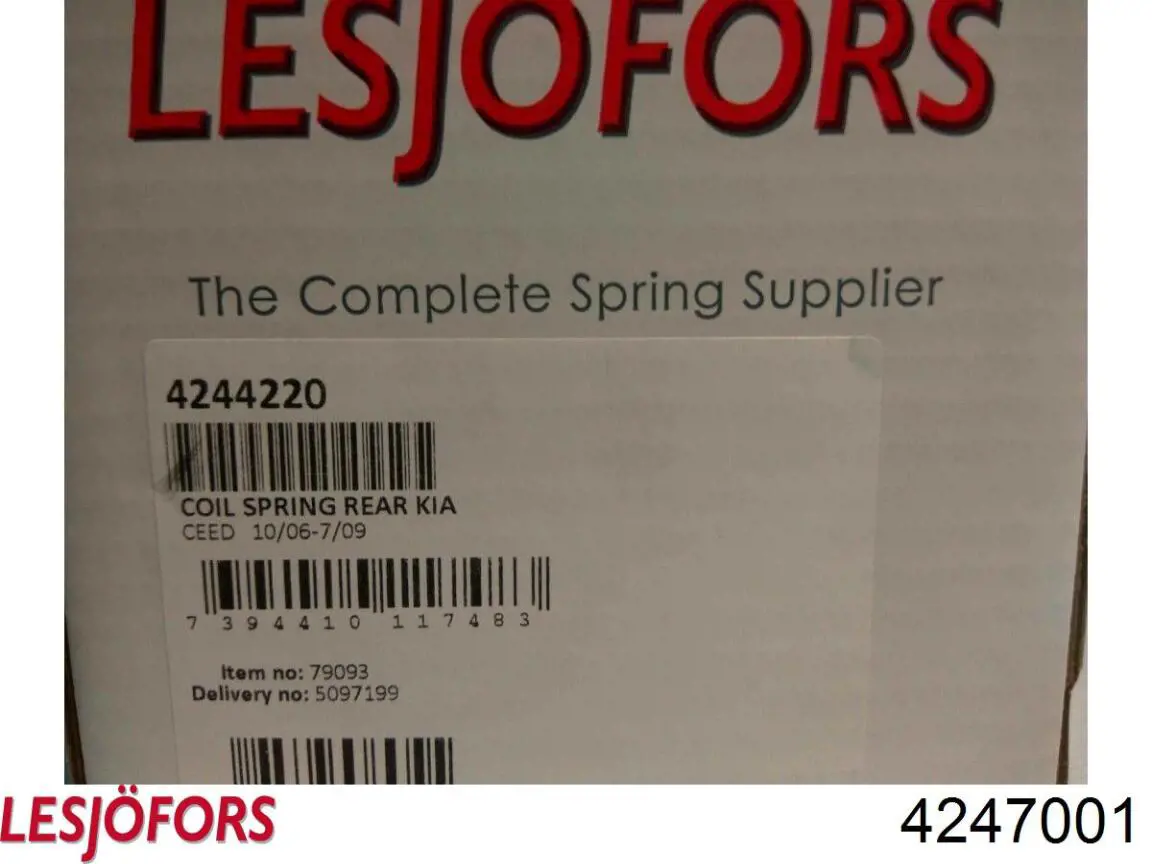 LESJÖFORS
The Complete Spring Supplier
4244220
COIL SPRING REAR KIA
CEED 10/06-7/09
7 394410 117483
Item no: 79093
Delivery no: 5097199
LESJÖFORS
4247001